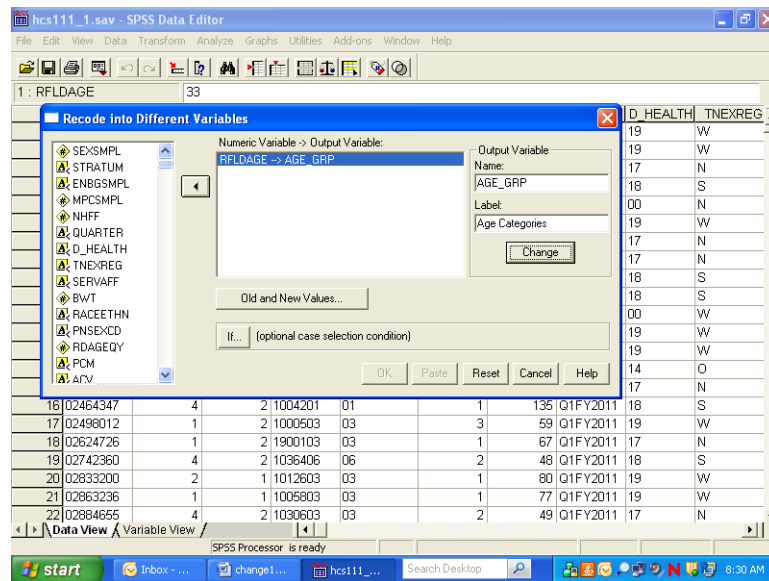 hcs111_1.sav - SPSS Data Editor
File Edit View Data Transform Analyze Graphs Utilities Add-ons Window Help
1 : RFLDAGE 33
D_HEALTH TNEXREG
Recode into Different Variables
SEXSMPL
STRATUM
ENBGSMPL
MPCSMPL
NHFF
QUARTER
D_HEALTH
TNEXREG
SERVAFF
BWT
RACEETHN
PNSEXCD
RDAGEQY
PCM
ACV
Numeric Variable -> Output Variable:
RFLDAGE --> AGE_GRP
Output Variable
Name:
AGE_GRP
Label:
Age Categories
Change
Old and New Values...
If... (optional case selection condition)
OK Paste Reset Cancel Help
19 W
19 W
17 N
18 S
00 N
19 W
17 N
17 N
18 S
18 S
00 W
19 W
19 W
14 O
17 N
16 02464347 4 2 1004201 01 1 135 Q1FY2011 18 S
17 02498012 1 2 1000503 03 3 59 Q1FY2011 19 W
18 02624726 1 2 1900103 03 1 67 Q1FY2011 17 N
19 02742360 4 2 1036406 06 2 48 Q1FY2011 18 S
20 02833200 2 1 1012603 03 1 80 Q1FY2011 19 W
21 02863236 1 1 1005803 03 1 77 Q1FY2011 19 W
22 02884655 4 2 1030603 03 2 49 Q1FY2011 17 N
Data View Variable View
SPSS Processor is ready
start Inbox - ... change1... hcs111_... Search Desktop 8:30 AM